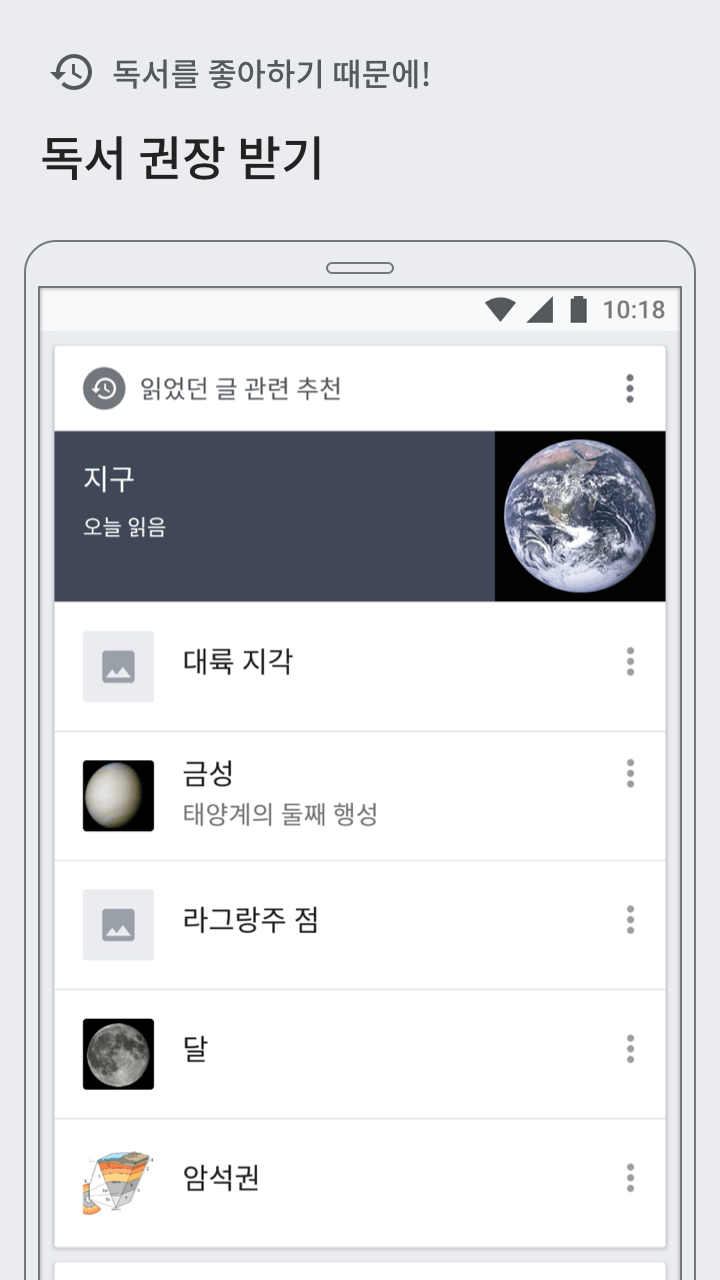 독서를 좋아하기 때문에!
독서 권장 받기
10:18
읽었던 글 관련 추천
지구
오늘 읽음
대륙 지각
금성
태양계의 둘째 행성
라그랑주 점
달
암석권